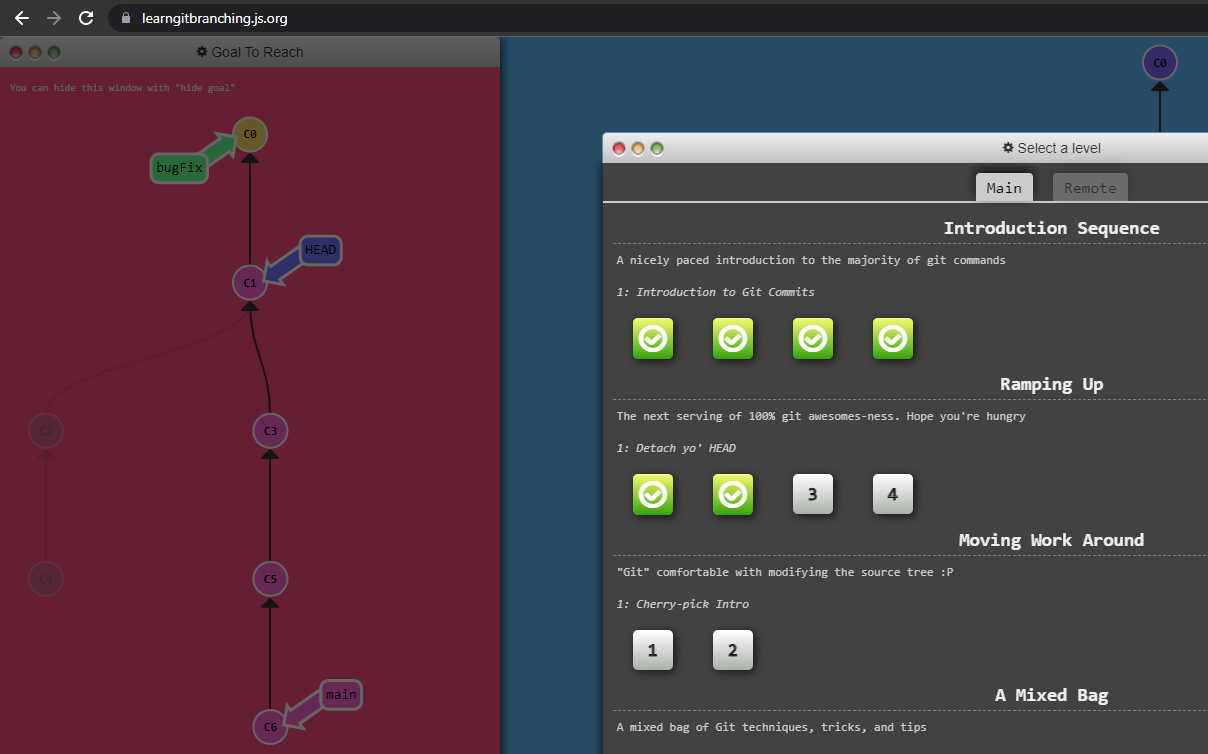 learngitbranching.js.org
Goal To Reach
You can hide this window with "hide goal"
C0
bugFix
HEAD
C1
C2
C3
C4
C5
main
C6
C0
Select a level
Main Remote
Introduction Sequence
A nicely paced introduction to the majority of git commands
1: Introduction to Git Commits
Ramping Up
The next serving of 100% git awesomes-ness. Hope you're hungry
1: Detach yo' HEAD
3 4
Moving Work Around
"Git" comfortable with modifying the source tree :P
1: Cherry-pick Intro
1 2
A Mixed Bag
A mixed bag of Git techniques, tricks, and tips